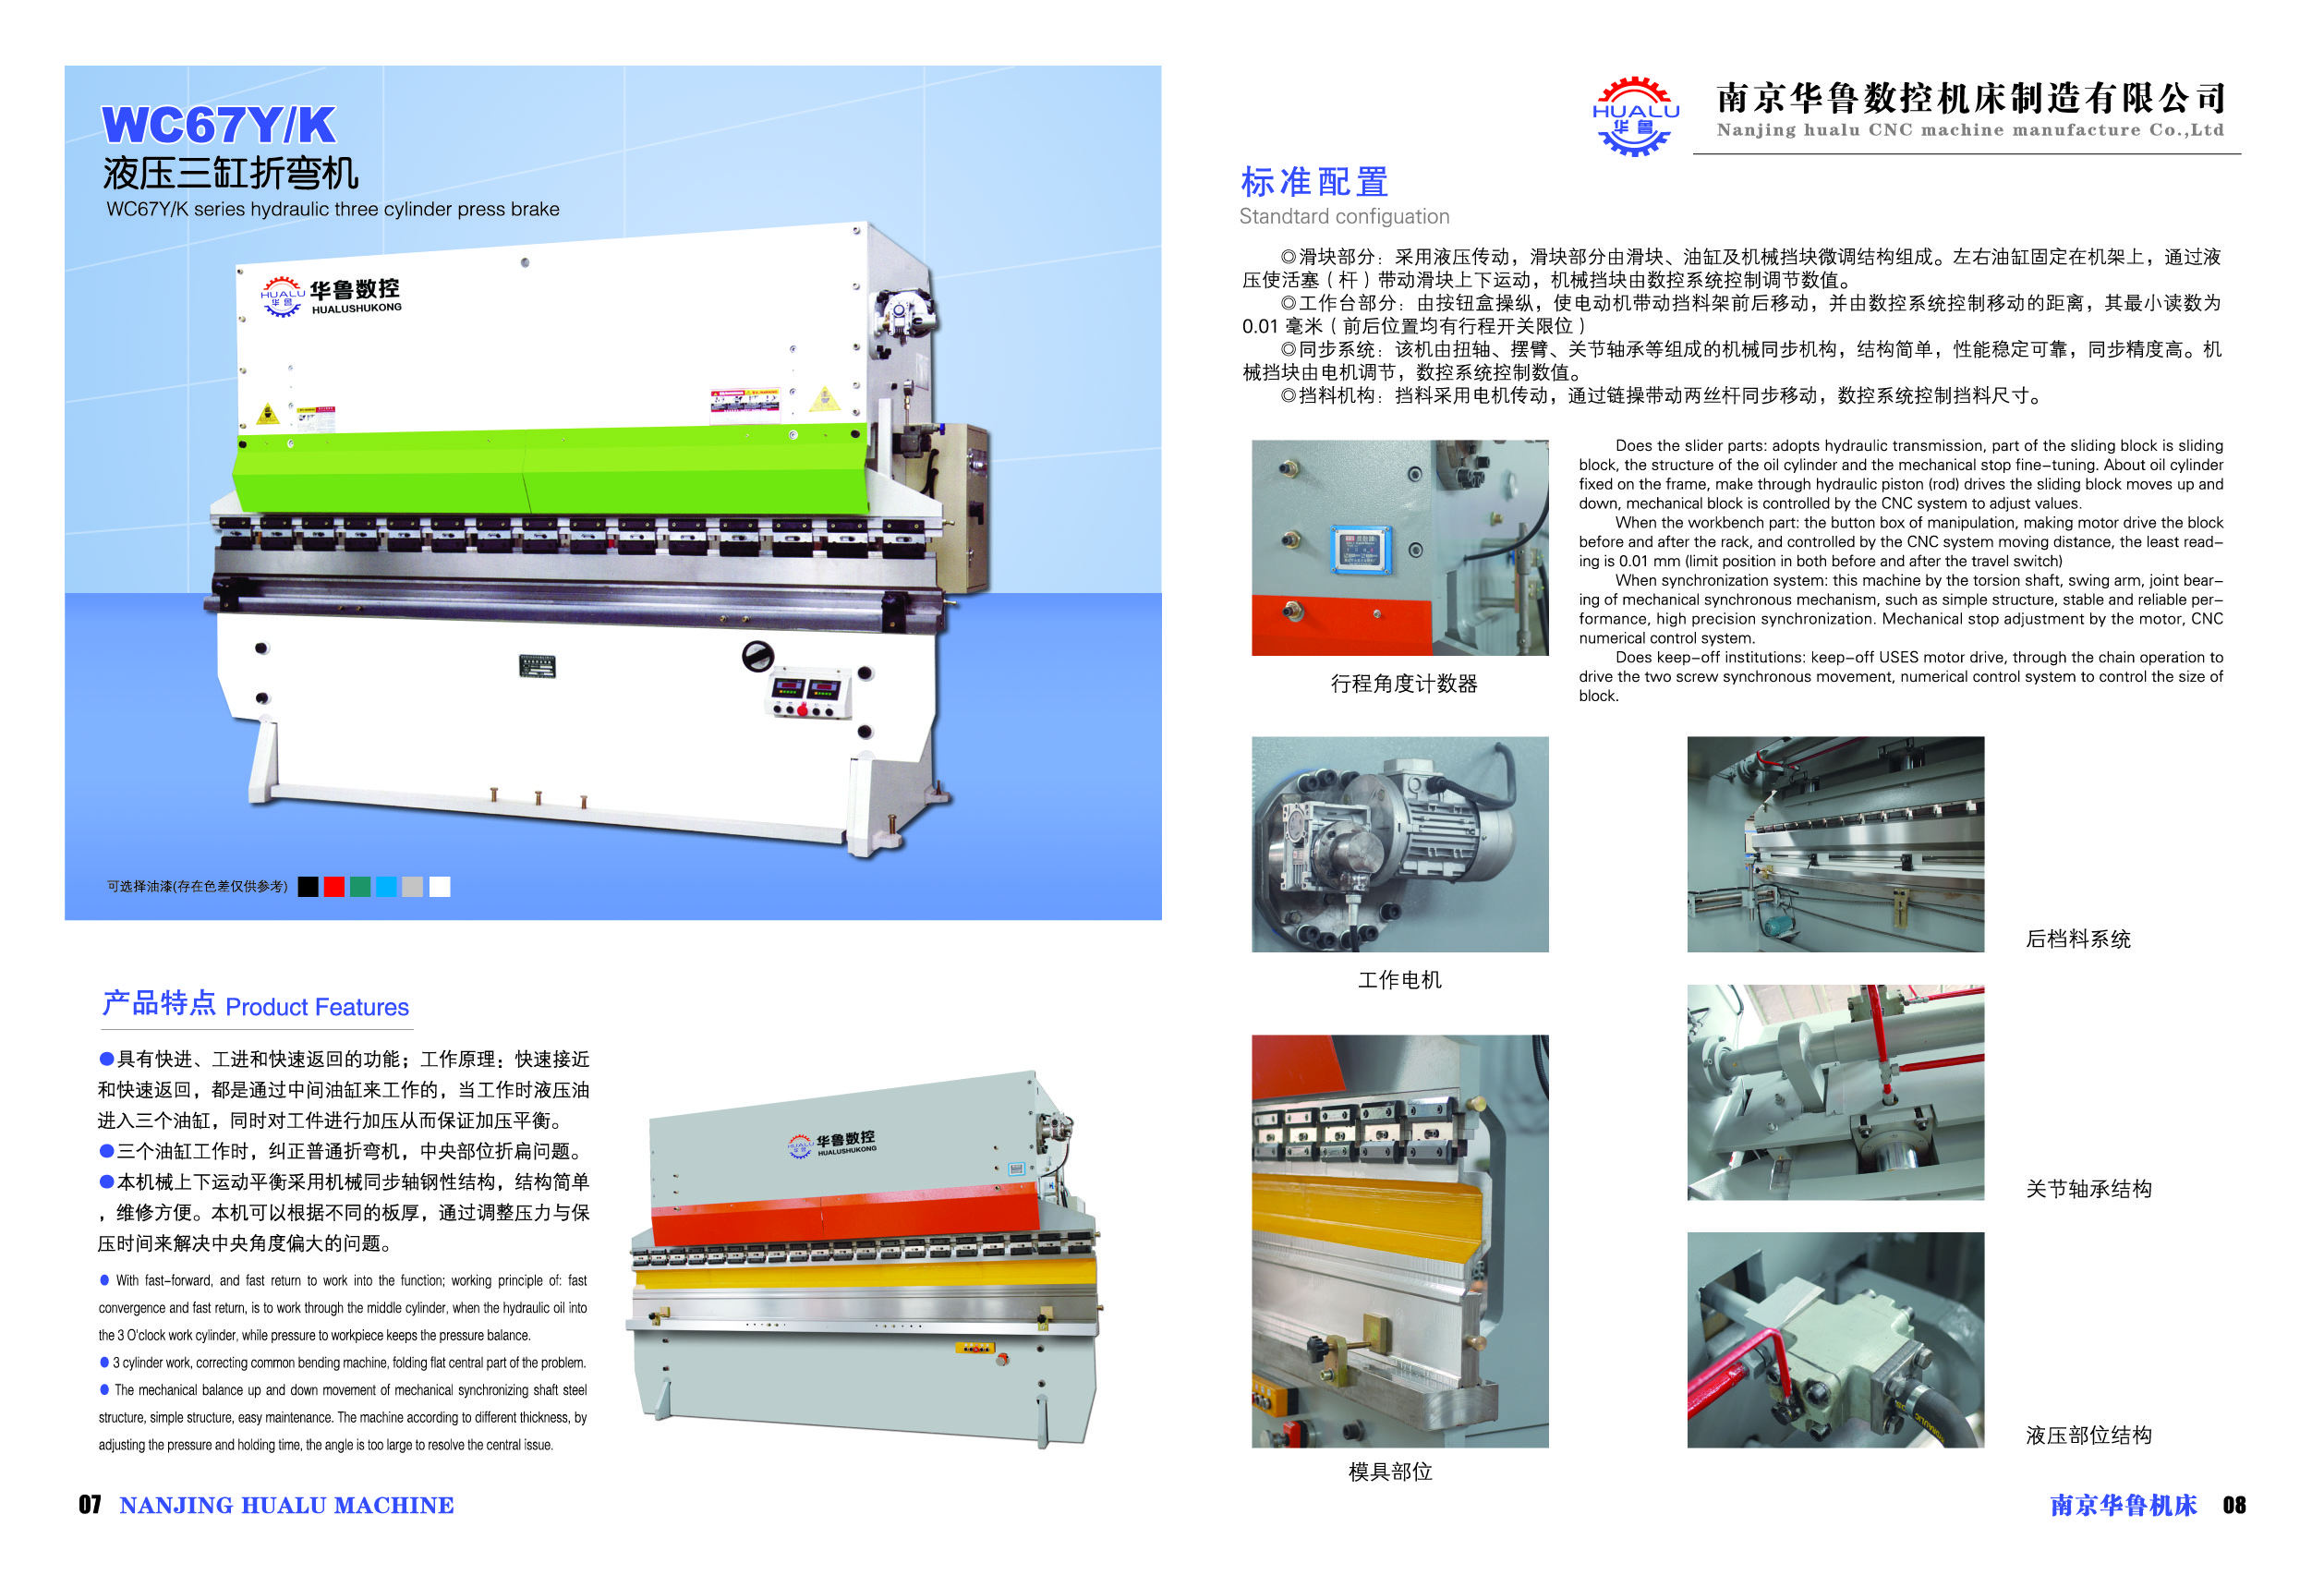 WC67Y/K
液压三缸折弯机
WC67Y/K series hydraulic three cylinder press brake
HUALU
华鲁
华鲁数控
HUALUSHUKONG
可选择油漆(存在色差仅供参考)
产品特点 Product Features
●具有快进、工进和快速返回的功能；工作原理：快速接近
和快速返回，都是通过中间油缸来工作的，当工作时液压油
进入三个油缸，同时对工件进行加压从而保证加压平衡。
●三个油缸工作时，纠正普通折弯机，中央部位折扁问题。
●本机械上下运动平衡采用机械同步轴钢性结构，结构简单
，维修方便。本机可以根据不同的板厚，通过调整压力与保
压时间来解决中央角度偏大的问题。
● With fast-forward, and fast return to work into the function; working principle of: fast
convergence and fast return, is to work through the middle cylinder, when the hydraulic oil into
the 3 O'clock work cylinder, while pressure to workpiece keeps the pressure balance.
● 3 cylinder work, correcting common bending machine, folding flat central part of the problem.
● The mechanical balance up and down movement of mechanical synchronizing shaft steel
structure, simple structure, easy maintenance. The machine according to different thickness, by
adjusting the pressure and holding time, the angle is too large to resolve the central issue.
HUALU
华鲁
华鲁数控
HUALUSHUKONG
07 NANJING HUALU MACHINE
HUALU
华鲁
南京华鲁数控机床制造有限公司
Nanjing hualu CNC machine manufacture Co.,Ltd
标准配置
Standtard configuation
◎滑块部分：采用液压传动，滑块部分由滑块、油缸及机械挡块微调结构组成。左右油缸固定在机架上，通过液
压使活塞（杆）带动滑块上下运动，机械挡块由数控系统控制调节数值。
◎工作台部分：由按钮盒操纵，使电动机带动挡料架前后移动，并由数控系统控制移动的距离，其最小读数为
0.01 毫米（前后位置均有行程开关限位）
◎同步系统：该机由扭轴、摆臂、关节轴承等组成的机械同步机构，结构简单，性能稳定可靠，同步精度高。机
械挡块由电机调节，数控系统控制数值。
◎挡料机构：挡料采用电机传动，通过链操带动两丝杆同步移动，数控系统控制挡料尺寸。
Does the slider parts: adopts hydraulic transmission, part of the sliding block is sliding
block, the structure of the oil cylinder and the mechanical stop fine-tuning. About oil cylinder
fixed on the frame, make through hydraulic piston (rod) drives the sliding block moves up and
down, mechanical block is controlled by the CNC system to adjust values.
When the workbench part: the button box of manipulation, making motor drive the block
before and after the rack, and controlled by the CNC system moving distance, the least read-
ing is 0.01 mm (limit position in both before and after the travel switch)
When synchronization system: this machine by the torsion shaft, swing arm, joint bear-
ing of mechanical synchronous mechanism, such as simple structure, stable and reliable per-
formance, high precision synchronization. Mechanical stop adjustment by the motor, CNC
numerical control system.
Does keep-off institutions: keep-off USES motor drive, through the chain operation to
drive the two screw synchronous movement, numerical control system to control the size of
block.
行程角度计数器
工作电机
模具部位
后档料系统
关节轴承结构
液压部位结构
南京华鲁机床 08